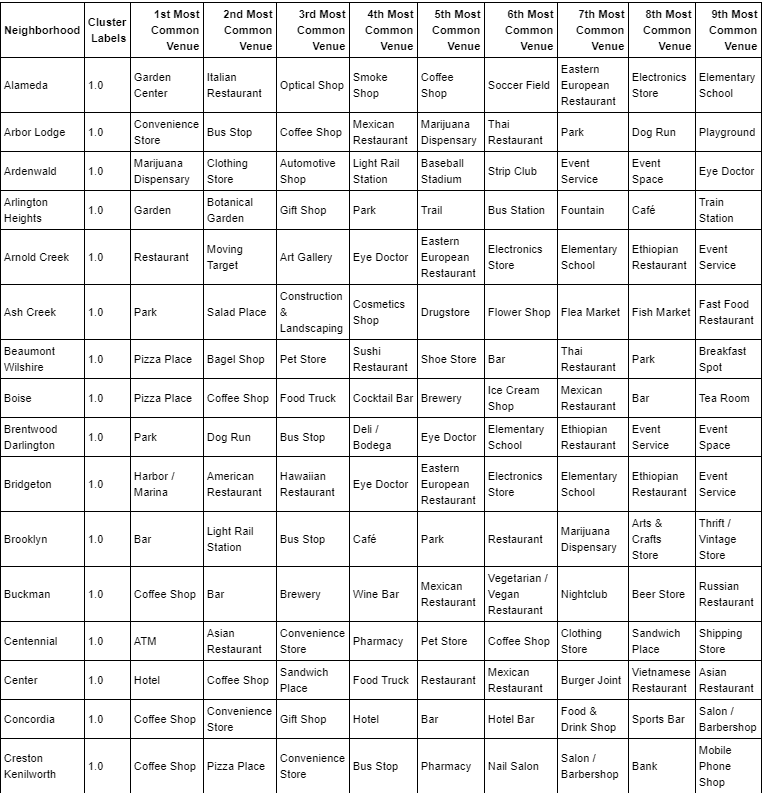 Neighborhood Cluster Labels 1st Most Common Venue 2nd Most Common Venue 3rd Most Common Venue 4th Most Common Venue 5th Most Common Venue 6th Most Common Venue 7th Most Common Venue 8th Most Common Venue 9th Most Common Venue
Alameda 1.0 Garden Center Italian Restaurant Optical Shop Smoke Shop Coffee Shop Soccer Field Eastern European Restaurant Electronics Store Elementary School
Arbor Lodge 1.0 Convenience Store Bus Stop Coffee Shop Mexican Restaurant Marijuana Dispensary Thai Restaurant Park Dog Run Playground
Ardenwald 1.0 Marijuana Dispensary Clothing Store Automotive Shop Light Rail Station Baseball Stadium Strip Club Event Service Event Space Eye Doctor
Arlington Heights 1.0 Garden Botanical Garden Gift Shop Park Trail Bus Station Fountain Café Train Station
Arnold Creek 1.0 Restaurant Moving Target Art Gallery Eye Doctor Eastern European Restaurant Electronics Store Elementary School Ethiopian Restaurant Event Service
Ash Creek 1.0 Park Salad Place Construction & Landscaping Cosmetics Shop Drugstore Flower Shop Flea Market Fish Market Fast Food Restaurant
Beaumont Wilshire 1.0 Pizza Place Bagel Shop Pet Store Sushi Restaurant Shoe Store Bar Thai Restaurant Park Breakfast Spot
Boise 1.0 Pizza Place Coffee Shop Food Truck Cocktail Bar Brewery Ice Cream Shop Mexican Restaurant Bar Tea Room
Brentwood Darlington 1.0 Park Dog Run Bus Stop Deli / Bodega Eye Doctor Elementary School Ethiopian Restaurant Event Service Event Space
Bridgeton 1.0 Harbor / Marina American Restaurant Hawaiian Restaurant Eye Doctor Eastern European Restaurant Electronics Store Elementary School Ethiopian Restaurant Event Service
Brooklyn 1.0 Bar Light Rail Station Bus Stop Café Park Restaurant Marijuana Dispensary Arts & Crafts Store Thrift / Vintage Store
Buckman 1.0 Coffee Shop Bar Brewery Wine Bar Mexican Restaurant Vegetarian / Vegan Restaurant Nightclub Beer Store Russian Restaurant
Centennial 1.0 ATM Asian Restaurant Convenience Store Pharmacy Pet Store Coffee Shop Clothing Store Sandwich Place Shipping Store
Center 1.0 Hotel Coffee Shop Sandwich Place Food Truck Restaurant Mexican Restaurant Burger Joint Vietnamese Restaurant Asian Restaurant
Concordia 1.0 Coffee Shop Convenience Store Gift Shop Hotel Bar Hotel Bar Food & Drink Shop Sports Bar Salon / Barbershop
Creston Kenilworth 1.0 Coffee Shop Pizza Place Convenience Store Bus Stop Pharmacy Nail Salon Salon / Barbershop Bank Mobile Phone Shop